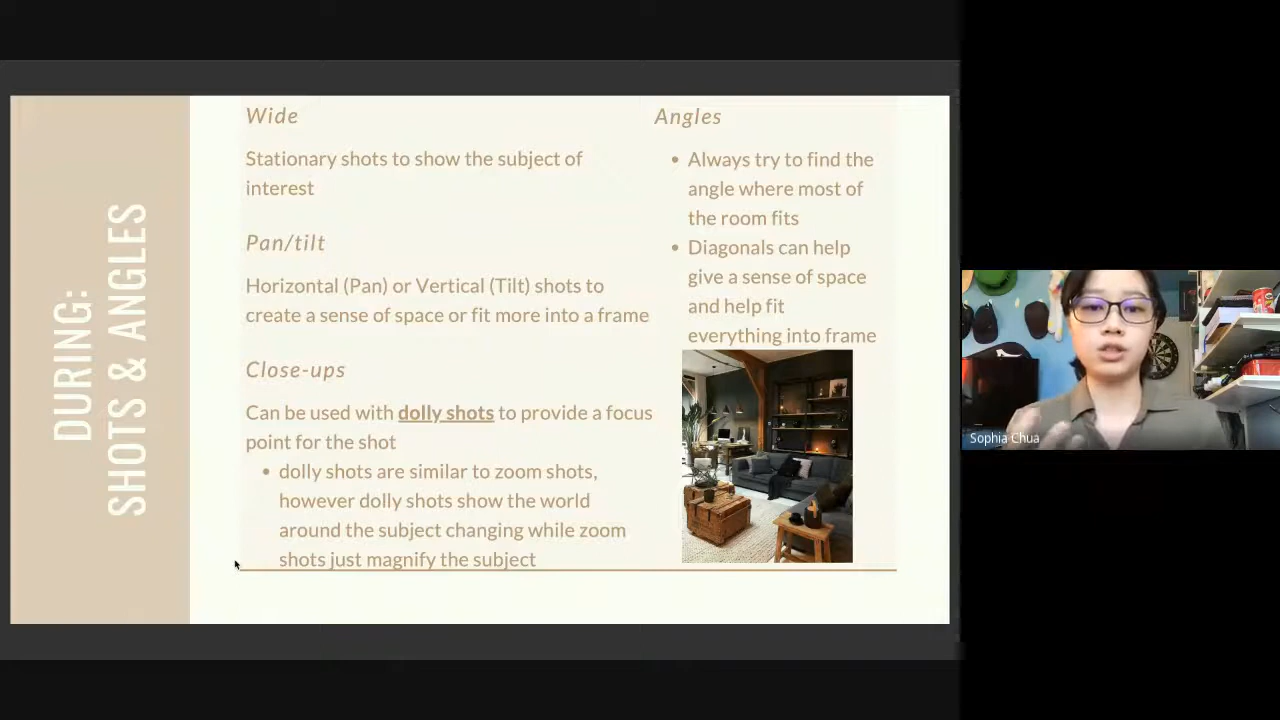 DURING:
SHOTS & ANGLES
Wide
Stationary shots to show the subject of
interest
Pan/tilt
Horizontal (Pan) or Vertical (Tilt) shots to
create a sense of space or fit more into a frame
Close-ups
Can be used with dolly shots to provide a focus
point for the shot
• dolly shots are similar to zoom shots,
however dolly shots show the world
around the subject changing while zoom
shots just magnify the subject
Angles
• Always try to find the
angle where most of
the room fits
• Diagonals can help
give a sense of space
and help fit
everything into frame
Sophia Chua